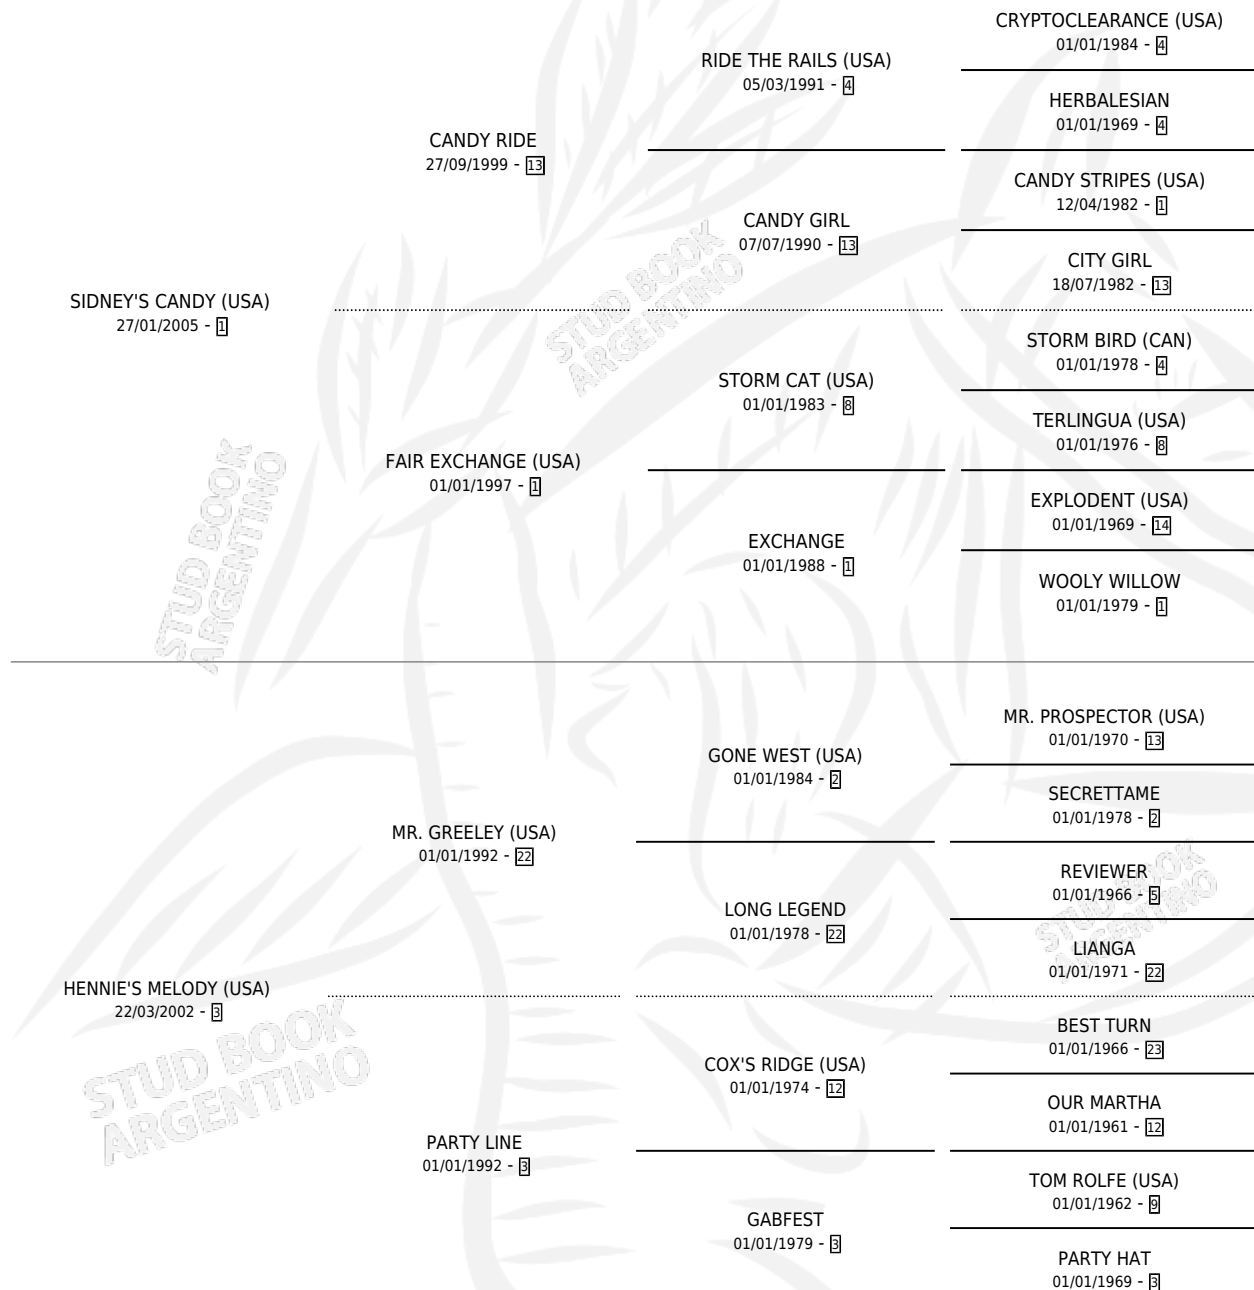 CRYPTOCLEARANCE (USA)
01/01/1984 - 4
RIDE THE RAILS (USA)
05/03/1991 - 4
HERBALESIAN
01/01/1969 - 4
CANDY RIDE
27/09/1999 - 13
CANDY STRIPES (USA)
12/04/1982 - 1
CANDY GIRL
07/07/1990 - 13
CITY GIRL
18/07/1982 - 13
SIDNEY'S CANDY (USA)
27/01/2005 - 1
STUD BOOK
ARGENTINO
STORM BIRD (CAN)
01/01/1978 - 4
STORM CAT (USA)
01/01/1983 - 8
TERLINGUA (USA)
01/01/1976 - 8
FAIR EXCHANGE (USA)
01/01/1997 - 1
EXPLODENT (USA)
01/01/1969 - 14
EXCHANGE
01/01/1988 - 1
WOOLY WILLOW
01/01/1979 - 1
STUD BOOK
ARGENTINO
MR. PROSPECTOR (USA)
01/01/1970 - 13
GONE WEST (USA)
01/01/1984 - 2
SECRETTAME
01/01/1978 - 2
MR. GREELEY (USA)
01/01/1992 - 22
REVIEWER
01/01/1966 - 5
LONG LEGEND
01/01/1978 - 22
STUD BOOK
ARGENTINO
LIANGA
01/01/1971 - 22
HENNIE'S MELODY (USA)
22/03/2002 - 3
STUD BOOK
ARGENTINO
BEST TURN
01/01/1966 - 23
COX'S RIDGE (USA)
01/01/1974 - 12
OUR MARTHA
01/01/1961 - 12
PARTY LINE
01/01/1992 - 3
TOM ROLFE (USA)
01/01/1962 - 9
GABFEST
01/01/1979 - 3
PARTY HAT
01/01/1969 - 3